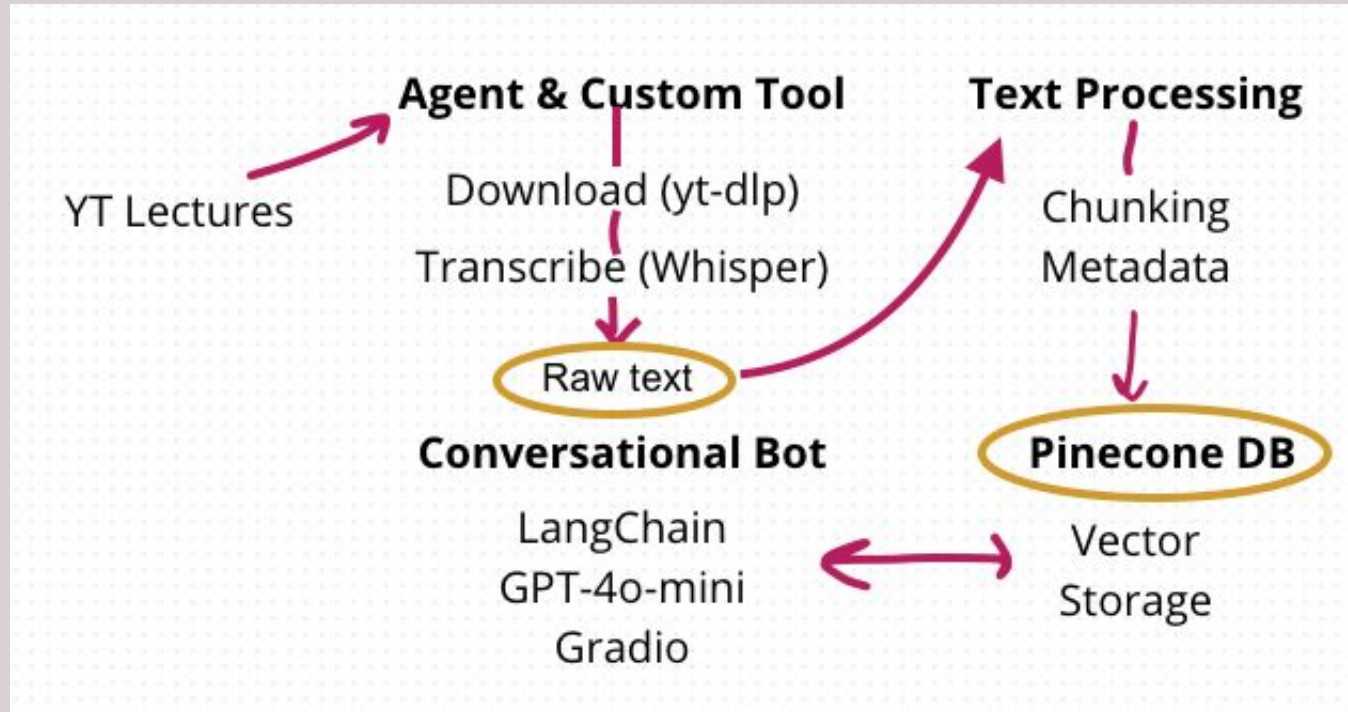 YT Lectures
Agent & Custom Tool
Download (yt-dlp)
Transcribe (Whisper)
Raw text
Text Processing
Chunking
Metadata
Pinecone DB
Vector
Storage
Conversational Bot
LangChain
GPT-4o-mini
Gradio